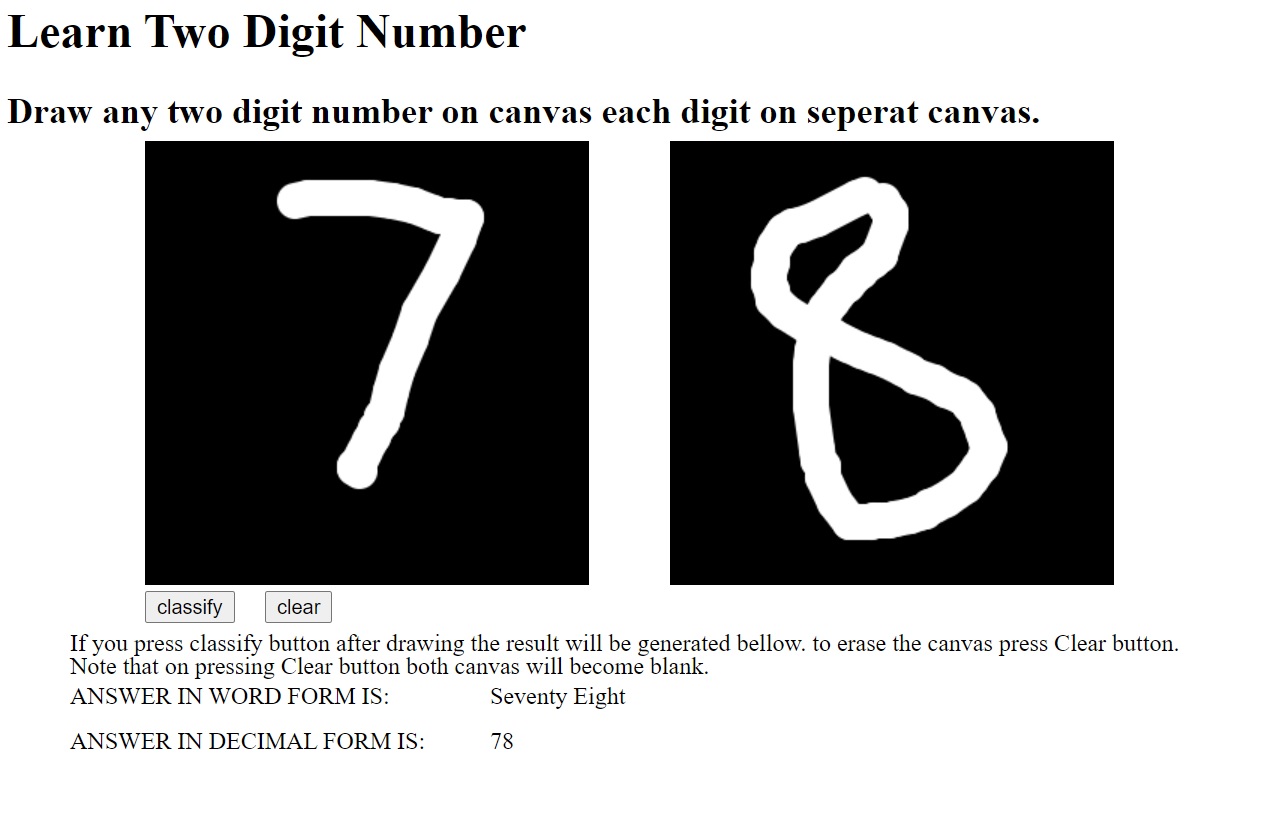 Learn Two Digit Number
Draw any two digit number on canvas each digit on seperat canvas.
7 8
classify clear
If you press classify button after drawing the result will be generated bellow. to erase the canvas press Clear button.
Note that on pressing Clear button both canvas will become blank.
ANSWER IN WORD FORM IS: Seventy Eight
ANSWER IN DECIMAL FORM IS: 78